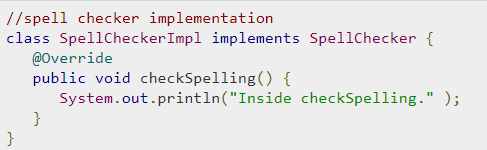 //spell checker implementation
class SpellCheckerImpl implements SpellChecker {
   @Override
   public void checkSpelling() {
      System.out.println("Inside checkSpelling." );
   }
}